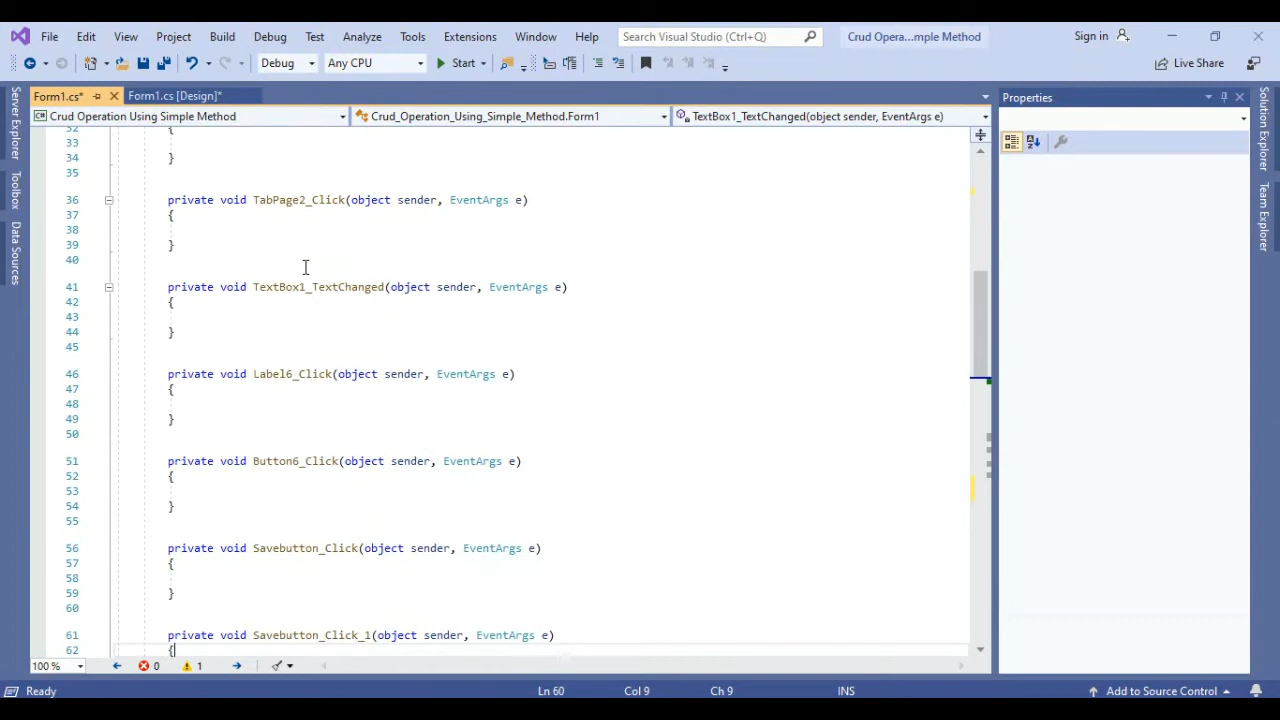 File Edit View Project Build Debug Test Analyze Tools Extensions Window Help Search Visual Studio (Ctrl+Q) Crud Opera...mple Method Sign in
Debug Any CPU Start Live Share
Form1.cs* Form1.cs [Design]* Properties
Crud Operation Using Simple Method Crud_Operation_Using_Simple_Method.Form1 TextBox1_TextChanged(object sender, EventArgs e)
Server Explorer
Toolbox
Data Sources
Solution Explorer
Team Explorer
32 {
33
34 }
35
36 private void TabPage2_Click(object sender, EventArgs e)
37 {
38
39 }
40
41 private void TextBox1_TextChanged(object sender, EventArgs e)
42 {
43
44 }
45
46 private void Label6_Click(object sender, EventArgs e)
47 {
48
49 }
50
51 private void Button6_Click(object sender, EventArgs e)
52 {
53
54 }
55
56 private void Savebutton_Click(object sender, EventArgs e)
57 {
58
59 }
60
61 private void Savebutton_Click_1(object sender, EventArgs e)
62 {
100 % 0 1
Ready Ln 60 Col 9 Ch 9 INS Add to Source Control